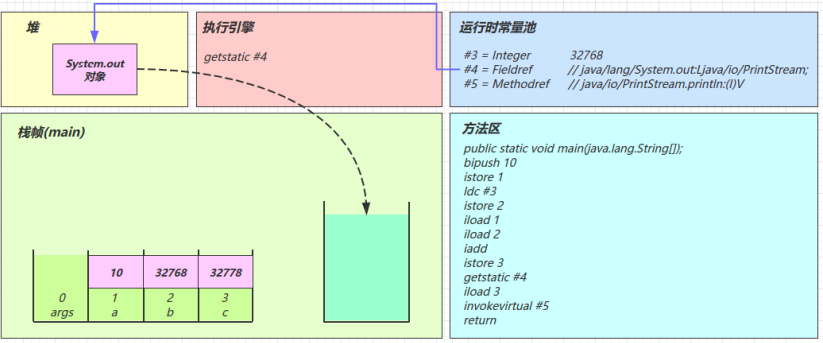 堆
System.out
对象
执行引擎
getstatic #4
运行时常量池
#3 = Integer 32768
#4 = Fieldref // java/lang/System.out:Ljava/io/PrintStream;
#5 = Methodref // java/io/PrintStream.println:(I)V
栈帧(main)
10 32768 32778
0 1 2 3
args a b c
方法区
public static void main(java.lang.String[]);
bipush 10
istore 1
ldc #3
istore 2
iload 1
iload 2
iadd
istore 3
getstatic #4
iload 3
invokevirtual #5
return